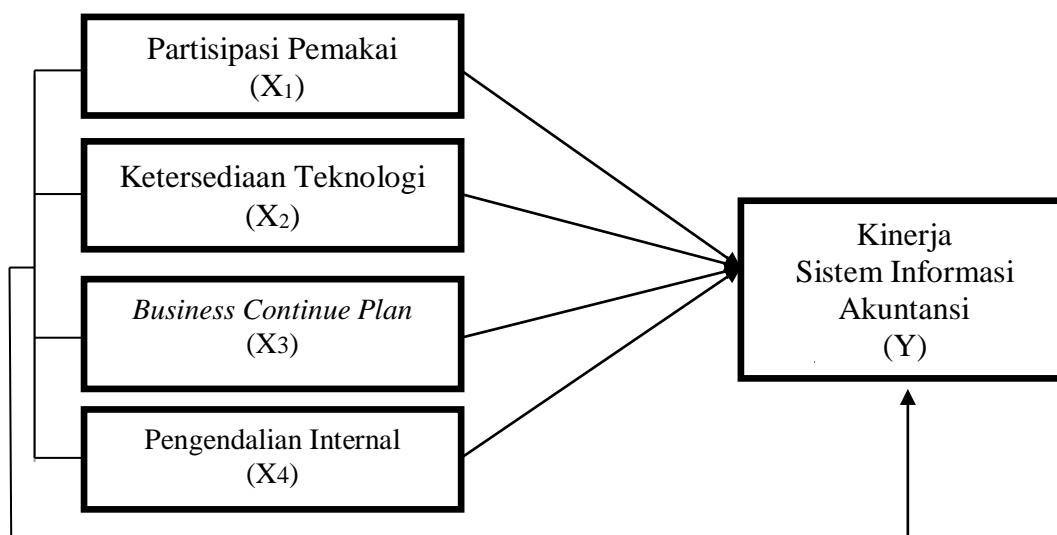 Partisipasi Pemakai
(X₁)
Ketersediaan Teknologi
(X₂)
Business Continue Plan
(X3)
Pengendalian Internal
(X4)
Kinerja
Sistem Informasi
Akuntansi
(Y)